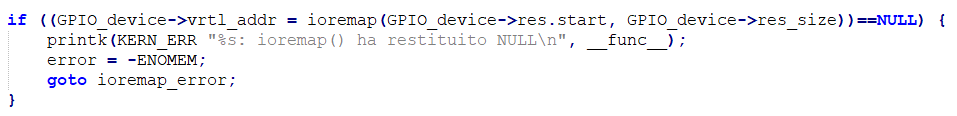 if ((GPIO_device->vrtl_addr = ioremap(GPIO_device->res.start, GPIO_device->res_size))==NULL) {
    printk(KERN_ERR "%s: ioremap() ha restituito NULL\n", __func__);
    error = -ENOMEM;
    goto ioremap_error;
}